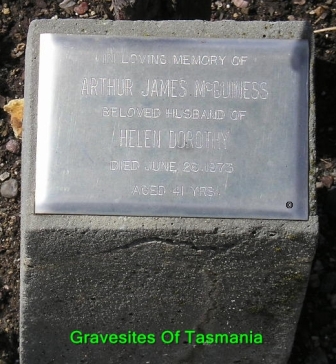 IN LOVING MEMORY OF
ARTHUR JAMES McGUINESS
BELOVED HUSBAND OF
HELEN DOROTHY
DIED JUNE 26 1973
AGED 41 YRS
Gravesites Of Tasmania